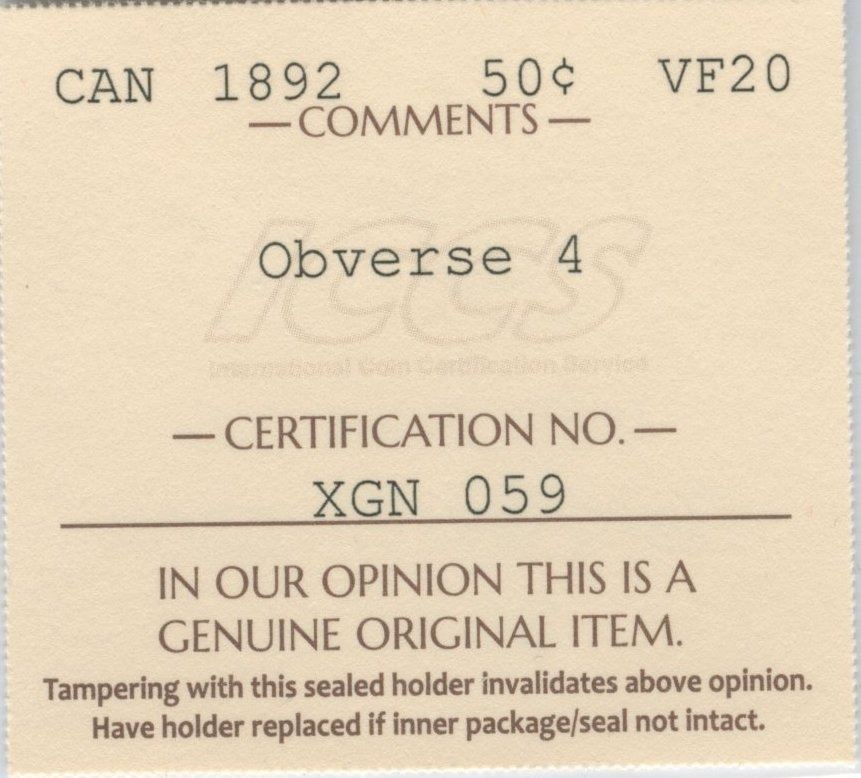 CAN 1892 50¢ VF20
— COMMENTS —
ICCS
Obverse 4
International Coin Certification Service
— CERTIFICATION NO. —
XGN 059
IN OUR OPINION THIS IS A
GENUINE ORIGINAL ITEM.
Tampering with this sealed holder invalidates above opinion.
Have holder replaced if inner package/seal not intact.